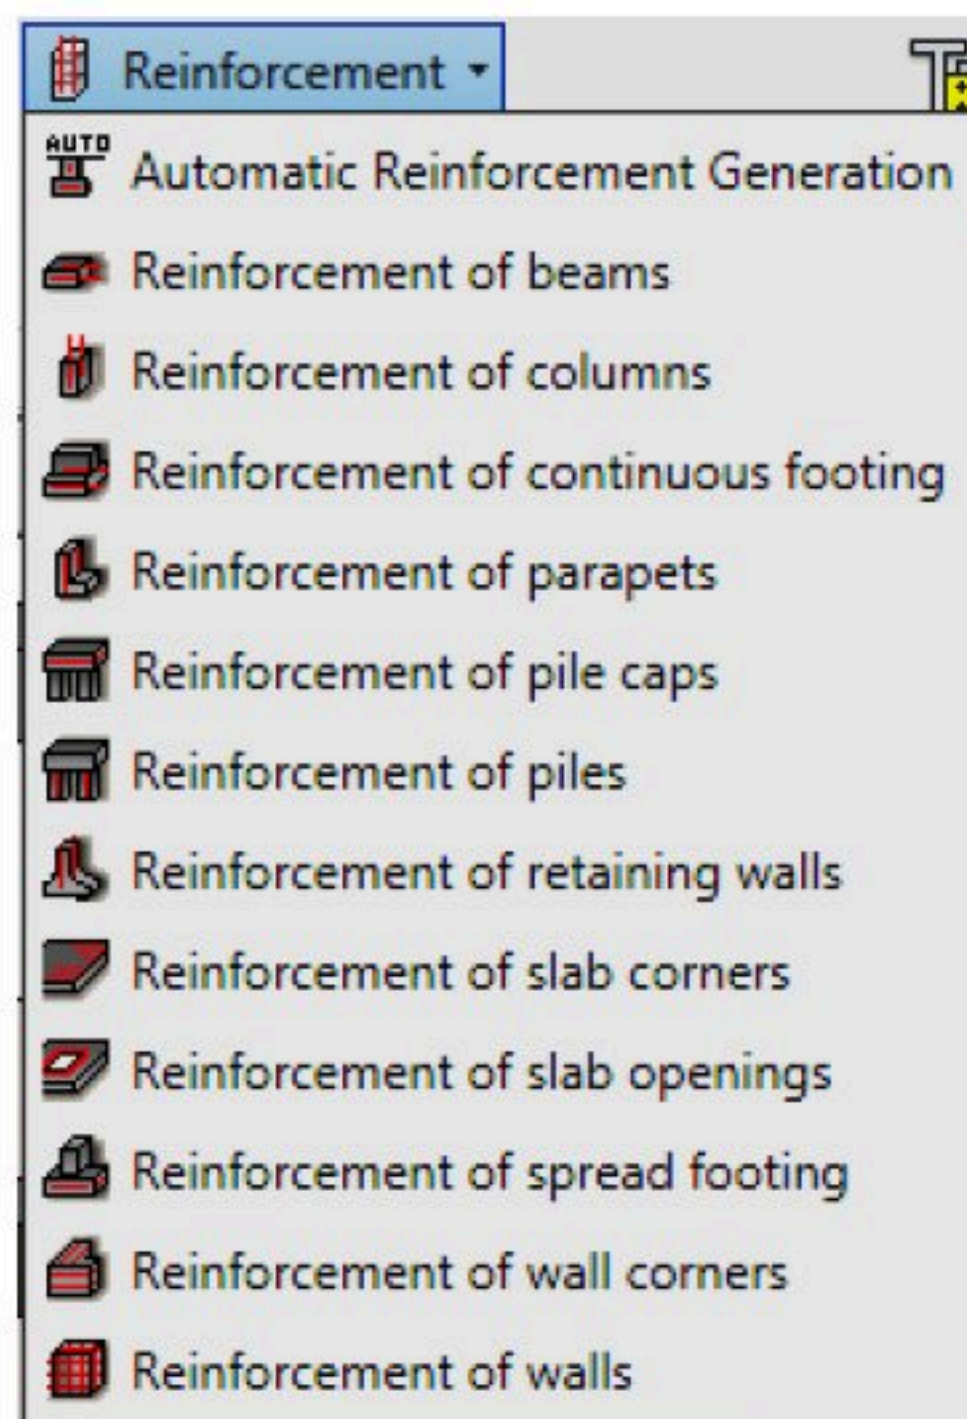 Reinforcement
AUTO
Automatic Reinforcement Generation
Reinforcement of beams
Reinforcement of columns
Reinforcement of continuous footing
Reinforcement of parapets
Reinforcement of pile caps
Reinforcement of piles
Reinforcement of retaining walls
Reinforcement of slab corners
Reinforcement of slab openings
Reinforcement of spread footing
Reinforcement of wall corners
Reinforcement of walls